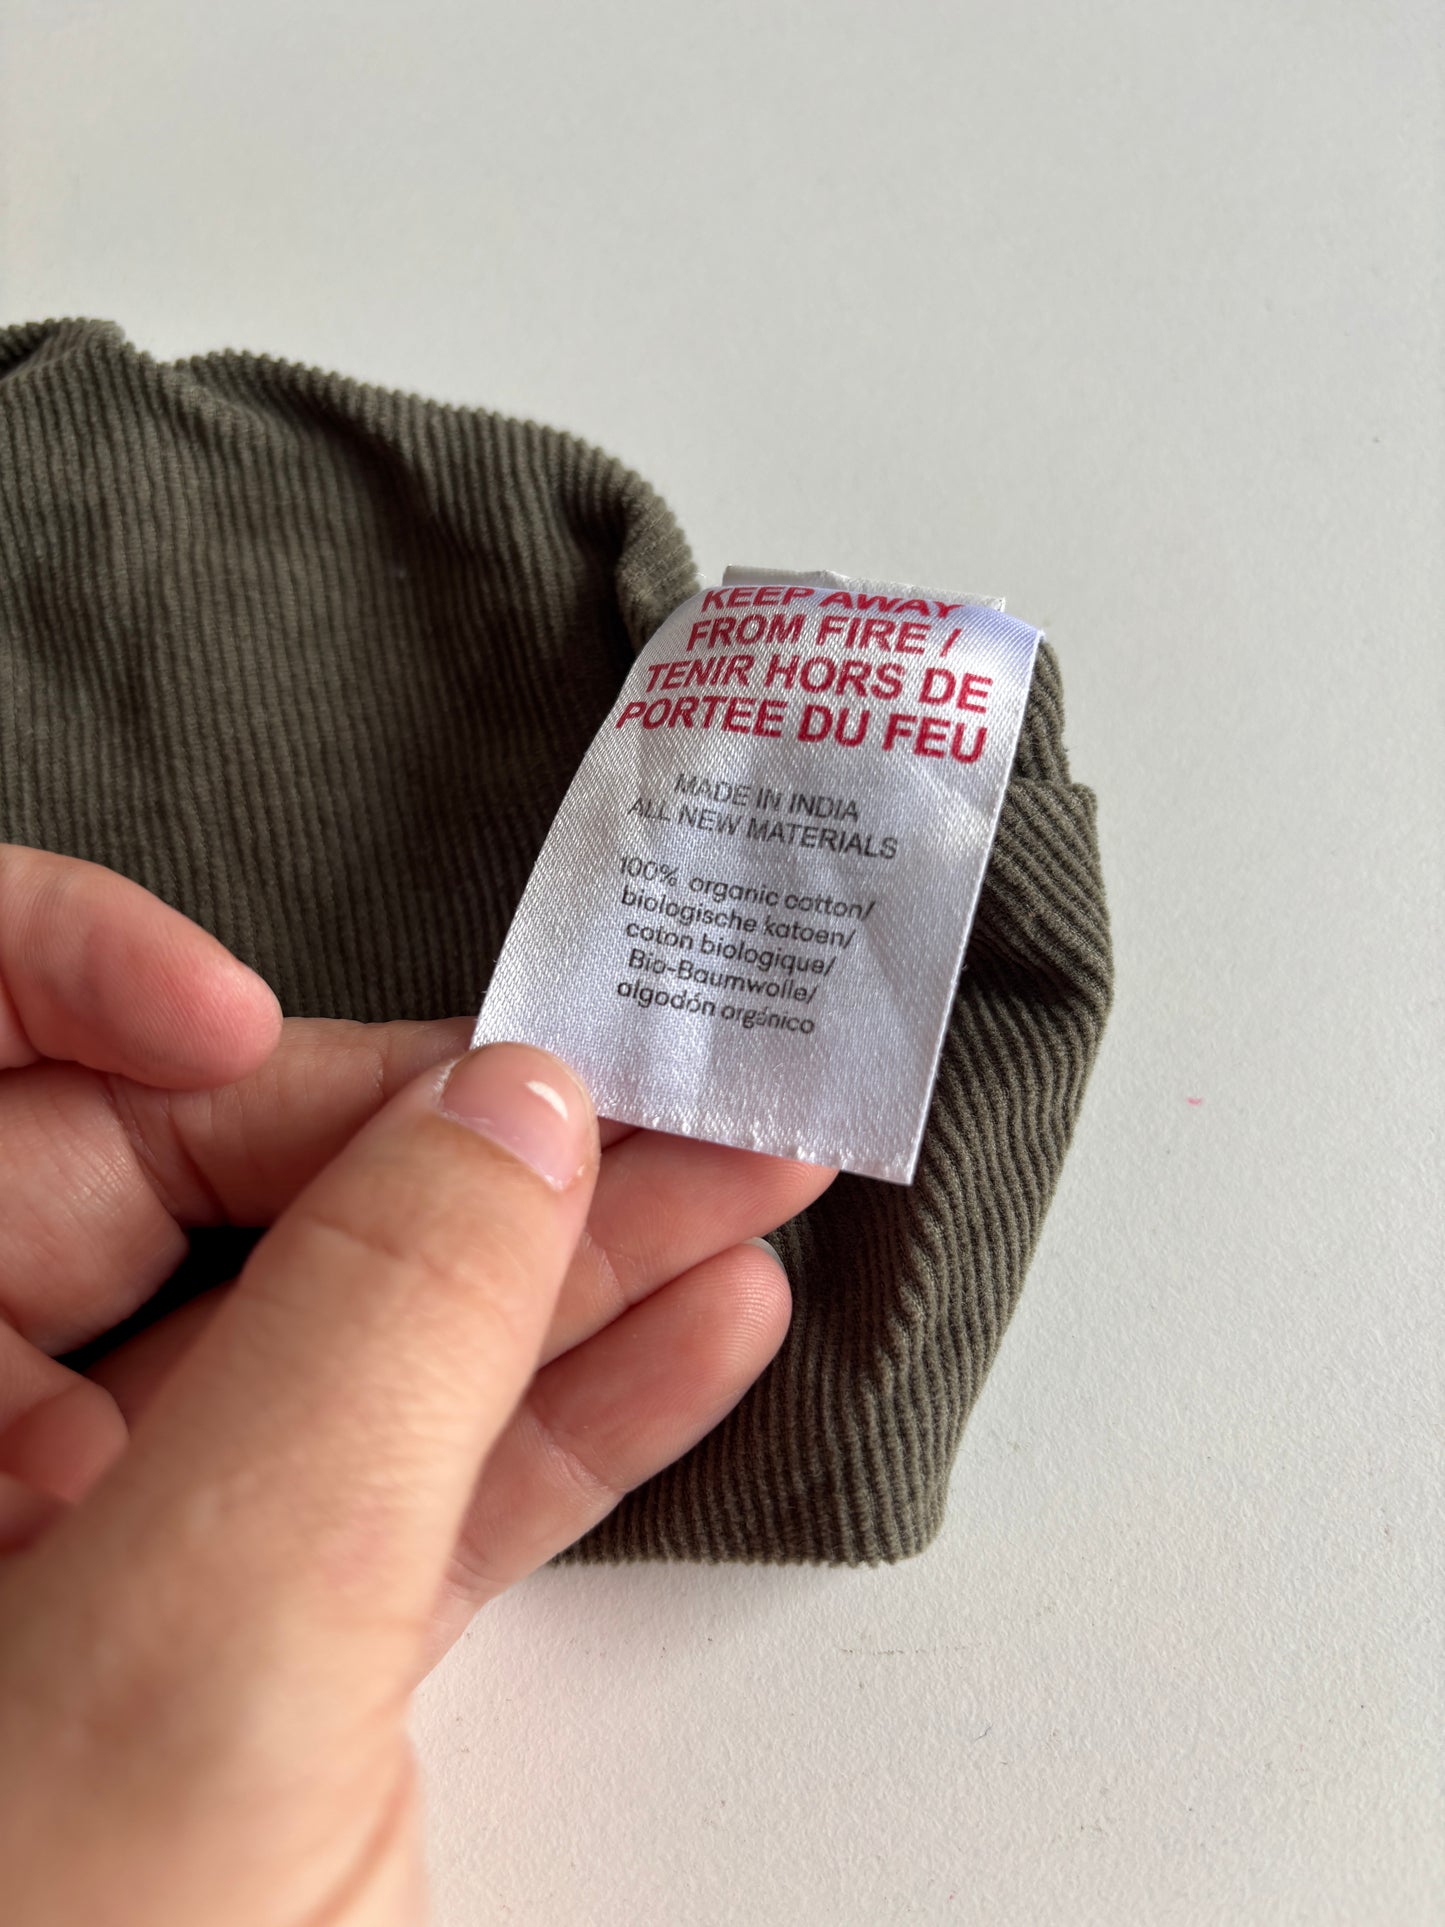 KEEP AWAY
FROM FIRE /
TENIR HORS DE
PORTEE DU FEU
MADE IN INDIA
ALL NEW MATERIALS
100% organic cotton/
biologische katoen/
coton biologique/
Bio-Baumwolle/
algodón orgánico